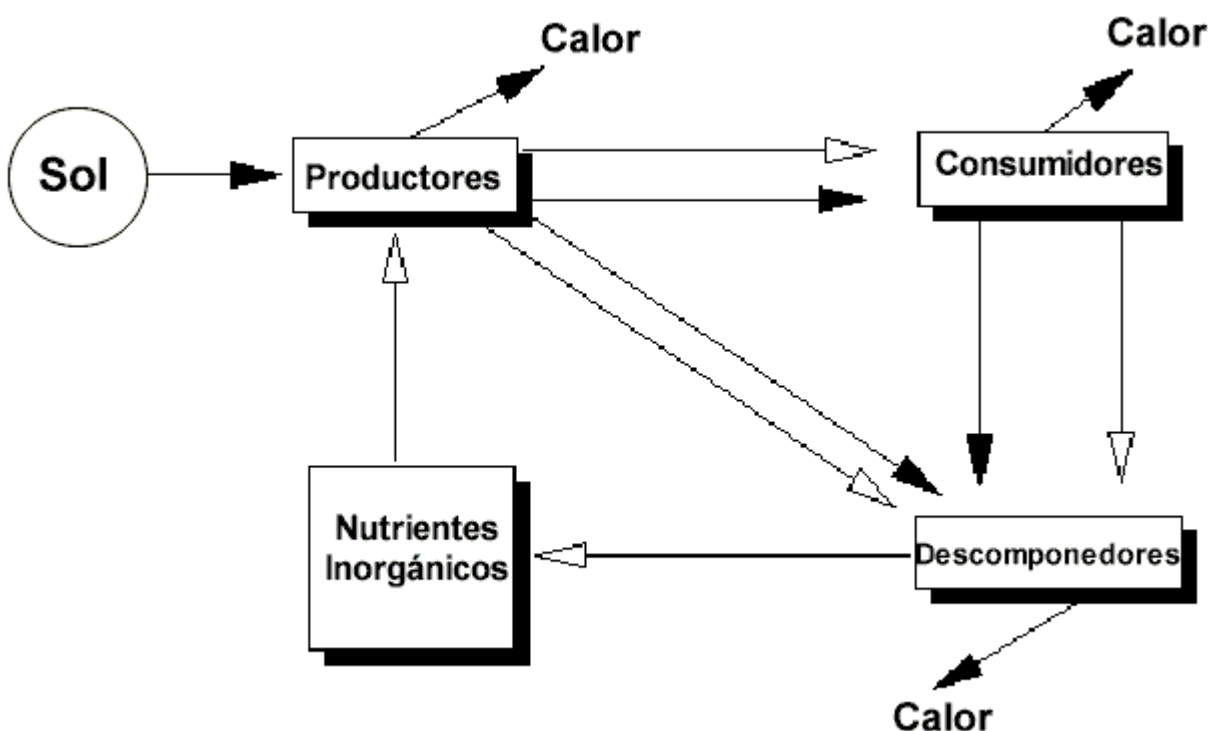 Calor
Calor
Sol
Productores
Consumidores
Nutrientes
Inorgánicos
Descomponedores
Calor